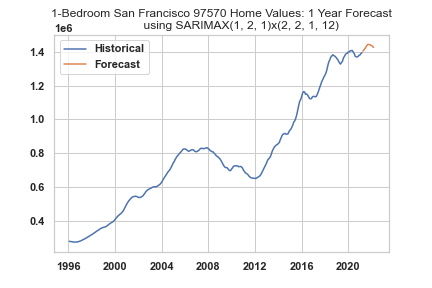 1-Bedroom San Francisco 97570 Home Values: 1 Year Forecast
using SARIMAX(1, 2, 1)x(2, 2, 1, 12)
1e6
Historical
Forecast
1.4
1.2
1.0
0.8
0.6
0.4
1996 2000 2004 2008 2012 2016 2020